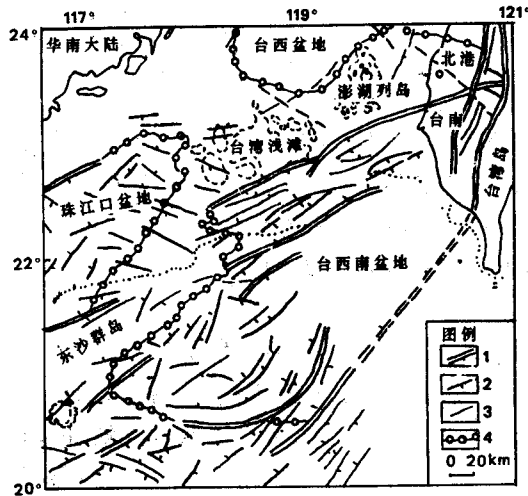 117° 119° 121°
24°
华南大陆
台西盆地
北港
澎湖列岛
台南
台湾浅滩
台湾岛
珠江口盆地
22°
台西南盆地
东沙群岛
图例
1
2
3
4
0 20km
20°